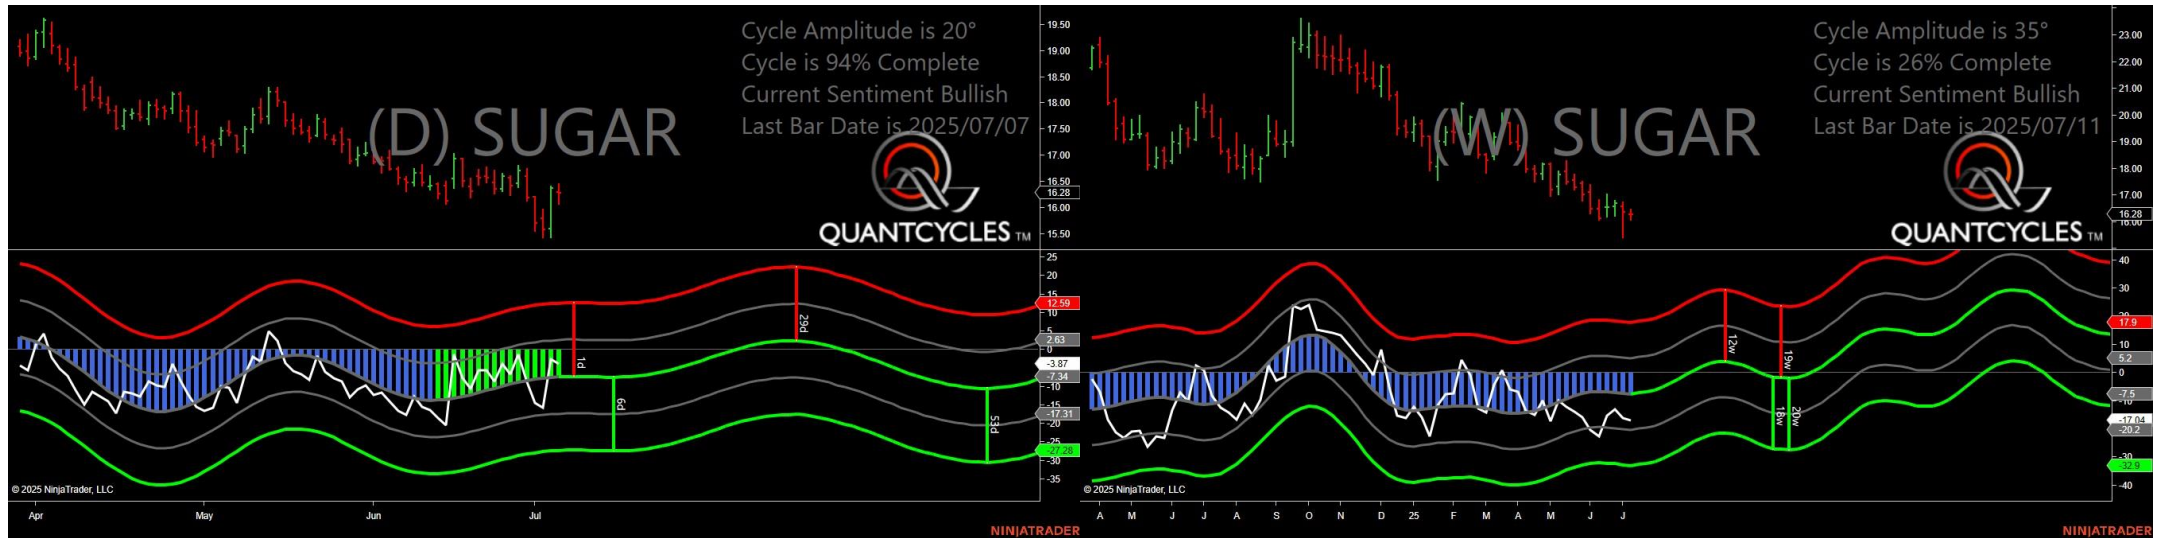 Cycle Amplitude is 20°
Cycle is 94% Complete
Current Sentiment Bullish
Last Bar Date is 2025/07/07
(D) SUGAR
QUANTCYCLES TM
19.50
19.00
18.50
18.00
17.50
17.00
16.50
16.28
16.00
15.50
25
20
15
12.59
10
5
2.63
0
-3.87
-7.34
-10
-15
-17.31
-20
-25
-27.28
-30
-35
1d
6d
29d
53d
© 2025 NinjaTrader, LLC
Apr May Jun Jul
NINJATRADER
Cycle Amplitude is 35°
Cycle is 26% Complete
Current Sentiment Bullish
Last Bar Date is 2025/07/11
(W) SUGAR
QUANTCYCLES TM
23.00
22.00
21.00
20.00
19.00
18.00
17.00
16.28
16.00
40
30
20
17.9
10
5.2
0
-7.5
-10
-17.04
-20.2
-30
-32.9
-40
12w
19w
18w
20w
© 2025 NinjaTrader, LLC
A M J J A S O N D 25 F M A M J J
NINJATRADER